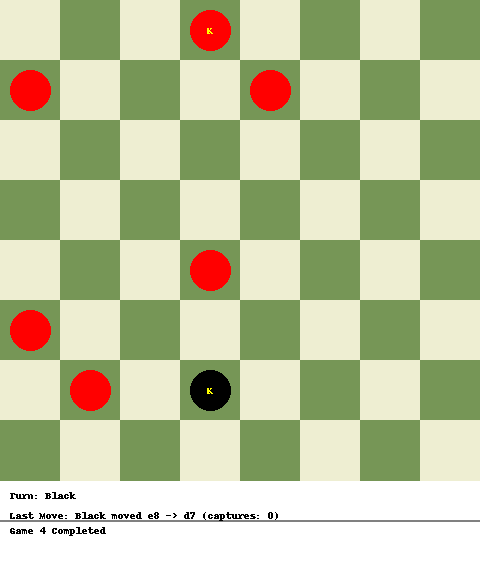 K
K
Turn: Black
Last Move: Black moved e8 -> d7 (captures: 0)
Game 4 Completed